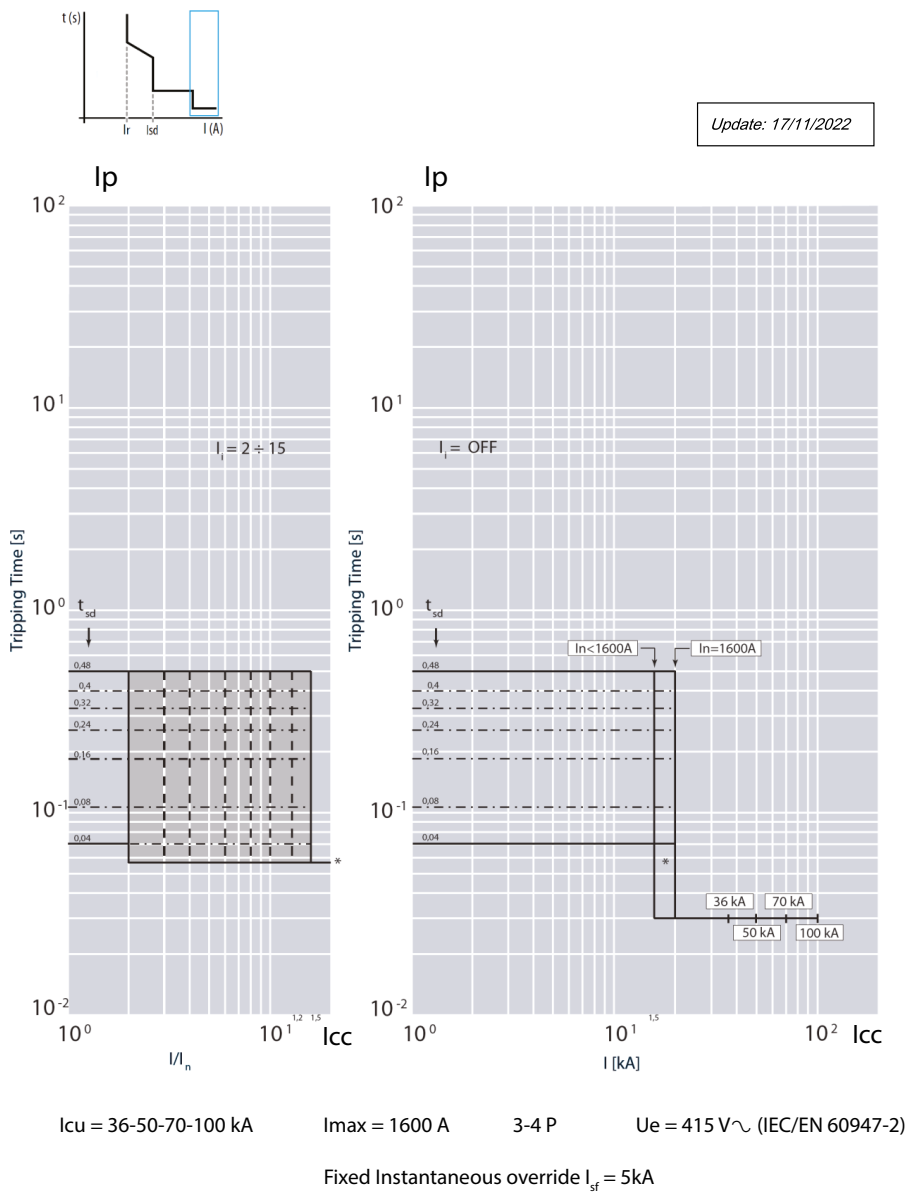 t (s)
Ir Isd I (A)
Update: 17/11/2022
Ip Ip
10² 10²
10¹ 10¹
Iᵢ = 2 ÷ 15 Iᵢ = OFF
Tripping Time [s] Tripping Time [s]
10⁰ 10⁰
t sd t sd
In<1600A In=1600A
0,48 0,48
0,4 0,4
0,32 0,32
0,24 0,24
0,16 0,16
10⁻¹ 0,08 10⁻¹ 0,08
0,04 0,04
* *
36 kA 70 kA
50 kA 100 kA
10⁻² 10⁻²
10⁰ 10¹ 1,2 1,5 Icc 10⁰ 10¹ 1,5 10² Icc
I/Iₙ I [kA]
Icu = 36-50-70-100 kA Imax = 1600 A 3-4 P Ue = 415 V∿ (IEC/EN 60947-2)
Fixed Instantaneous override Isf = 5kA